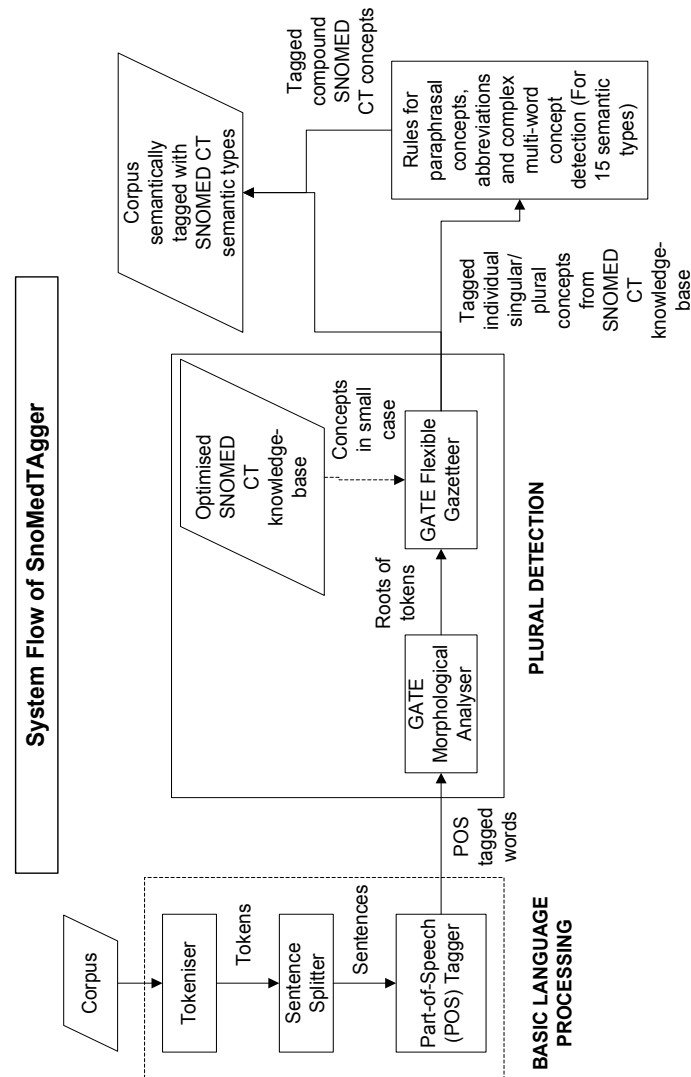 System Flow of SnoMedTAgger
Corpus
Tokeniser
Tokens
Sentence
Splitter
Sentences
Part-of-Speech
(POS) Tagger
BASIC LANGUAGE
PROCESSING
POS
tagged
words
GATE
Morphological
Analyser
Roots of
tokens
Optimised
SNOMED
CT
knowledge-
base
Concepts
in small
case
GATE Flexible
Gazetteer
PLURAL DETECTION
Tagged
individual
singular/
plural
concepts
from
SNOMED
CT
knowledge-
base
Corpus
semantically
tagged with
SNOMED CT
semantic types
Tagged
compound
SNOMED
CT concepts
Rules for
paraphrasal
concepts,
abbreviations
and complex
multi-word
concept
detection (For
15 semantic
types)